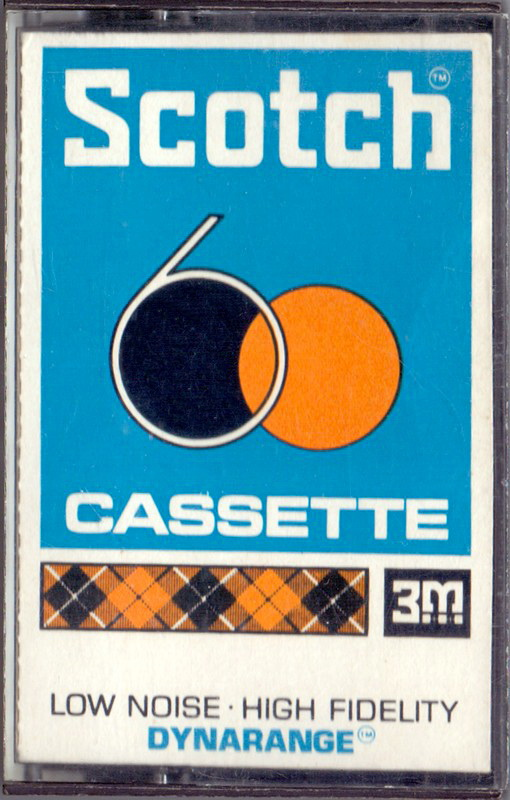 Scotch™
60
CASSETTE
3M
LOW NOISE · HIGH FIDELITY
DYNARANGE™